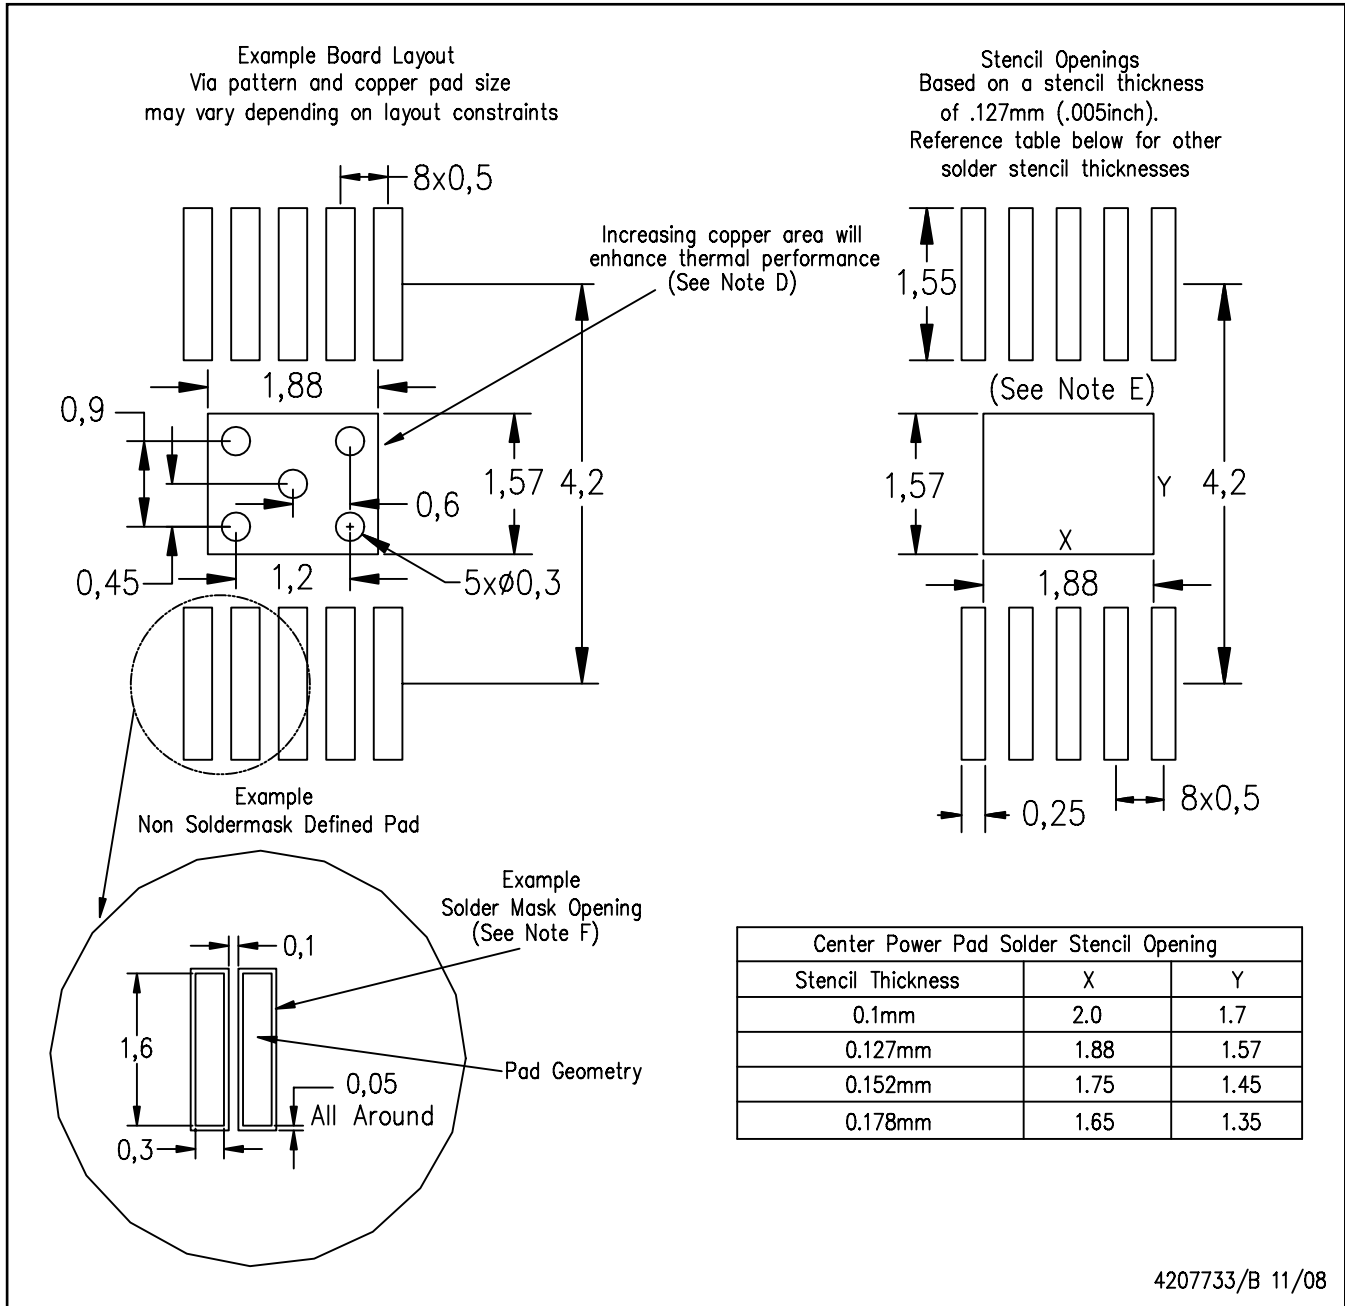 Example Board Layout
Via pattern and copper pad size
may vary depending on layout constraints
8x0,5
Increasing copper area will
enhance thermal performance
(See Note D)
1,88
0,9
1,57
4,2
0,6
0,45
1,2
5xø0,3
Stencil Openings
Based on a stencil thickness
of .127mm (.005inch).
Reference table below for other
solder stencil thicknesses
1,55
(See Note E)
1,57
Y
4,2
X
1,88
0,25
8x0,5
Example
Non Soldermask Defined Pad
Example
Solder Mask Opening
(See Note F)
0,1
1,6
Pad Geometry
0,05
All Around
0,3
Center Power Pad Solder Stencil Opening
Stencil Thickness X Y
0.1mm 2.0 1.7
0.127mm 1.88 1.57
0.152mm 1.75 1.45
0.178mm 1.65 1.35
4207733/B 11/08